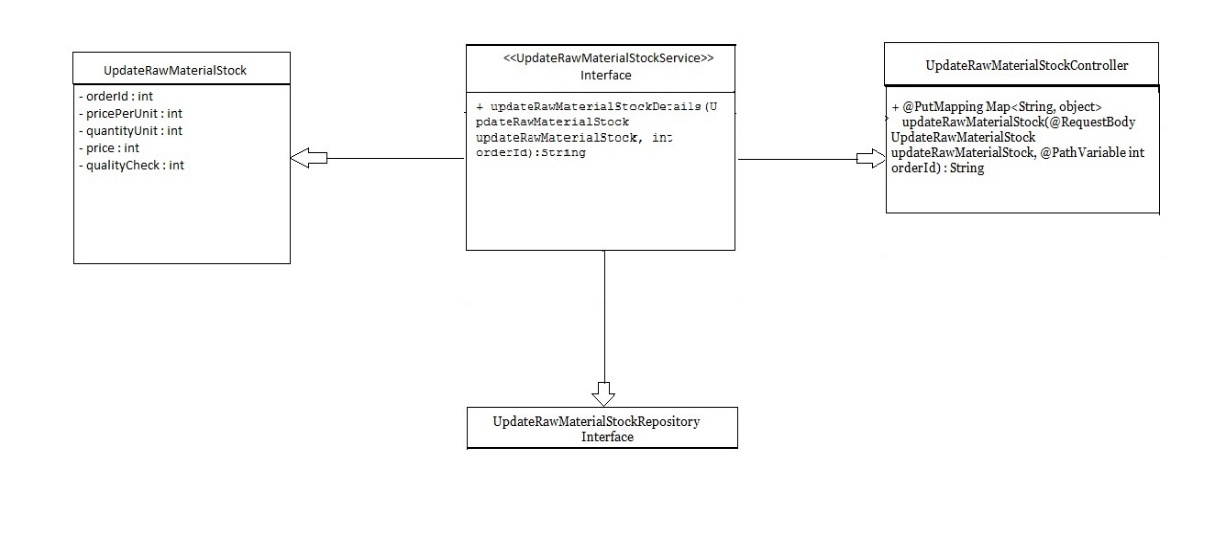 UpdateRawMaterialStock
- orderId : int
- pricePerUnit : int
- quantityUnit : int
- price : int
- qualityCheck : int
<<UpdateRawMaterialStockService>>
Interface
+ updateRawMaterialStockDetails(U
pdateRawMaterialStock
updateRawMaterialStock, int
orderId):String
UpdateRawMaterialStockController
+ @PutMapping Map<String, object>
updateRawMaterialStock(@RequestBody
UpdateRawMaterialStock
updateRawMaterialStock, @PathVariable int
orderId) : String
UpdateRawMaterialStockRepository
Interface